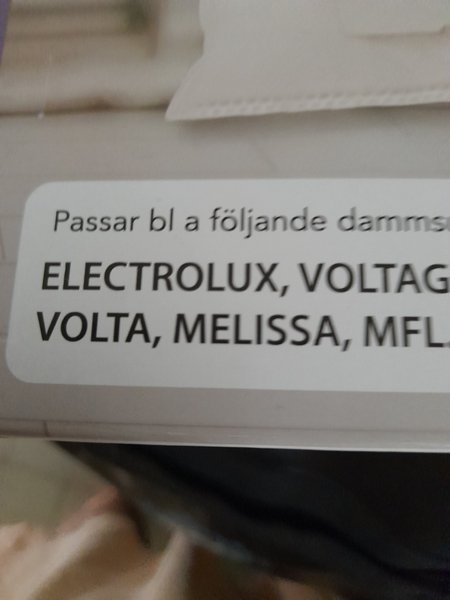 Passar bl a följande damms
ELECTROLUX, VOLTAG
VOLTA, MELISSA, MFL.